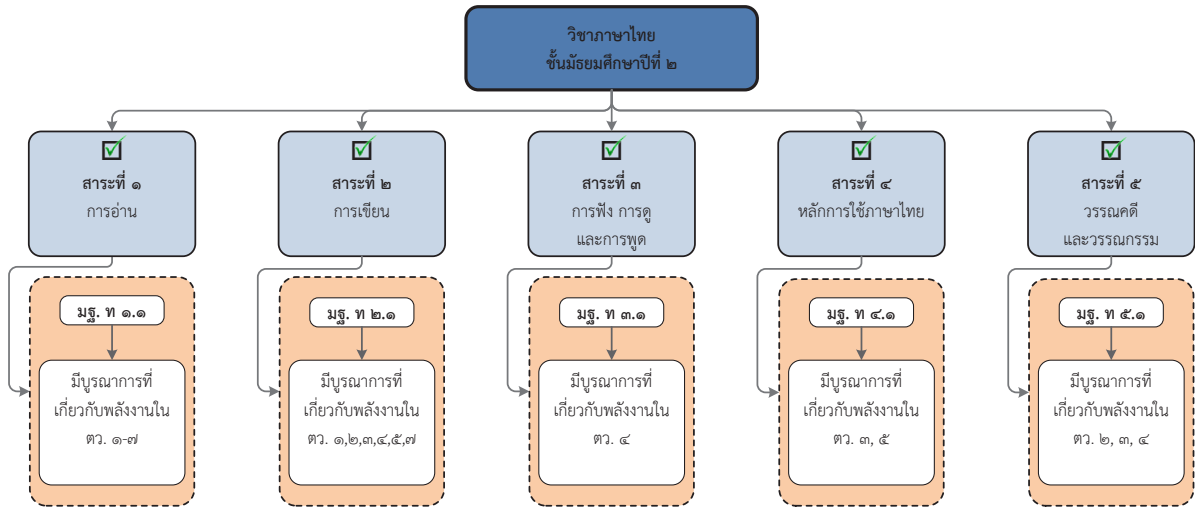 วิชาภาษาไทย
ชั้นมัธยมศึกษาปีที่ ๒
สาระที่ ๑
การอ่าน
สาระที่ ๒
การเขียน
สาระที่ ๓
การฟัง การดู
และการพูด
สาระที่ ๔
หลักการใช้ภาษาไทย
สาระที่ ๕
วรรณคดี
และวรรณกรรม
มฐ. ท ๑.๑
มีบูรณาการที่
เกี่ยวกับพลังงานใน
ตว. ๑-๗
มฐ. ท ๒.๑
มีบูรณาการที่
เกี่ยวกับพลังงานใน
ตว. ๑,๒,๓,๔,๕,๗
มฐ. ท ๓.๑
มีบูรณาการที่
เกี่ยวกับพลังงานใน
ตว. ๔
มฐ. ท ๔.๑
มีบูรณาการที่
เกี่ยวกับพลังงานใน
ตว. ๓, ๕
มฐ. ท ๕.๑
มีบูรณาการที่
เกี่ยวกับพลังงานใน
ตว. ๒, ๓, ๔